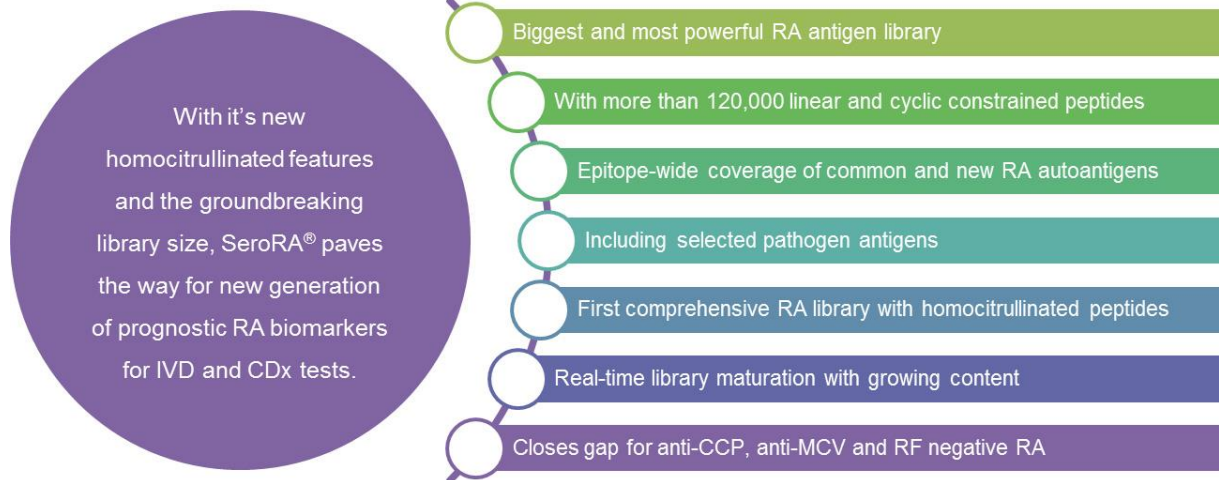 With it's new
homocitrullinated features
and the groundbreaking
library size, SeroRA® paves
the way for new generation
of prognostic RA biomarkers
for IVD and CDx tests.
Biggest and most powerful RA antigen library
With more than 120,000 linear and cyclic constrained peptides
Epitope-wide coverage of common and new RA autoantigens
Including selected pathogen antigens
First comprehensive RA library with homocitrullinated peptides
Real-time library maturation with growing content
Closes gap for anti-CCP, anti-MCV and RF negative RA